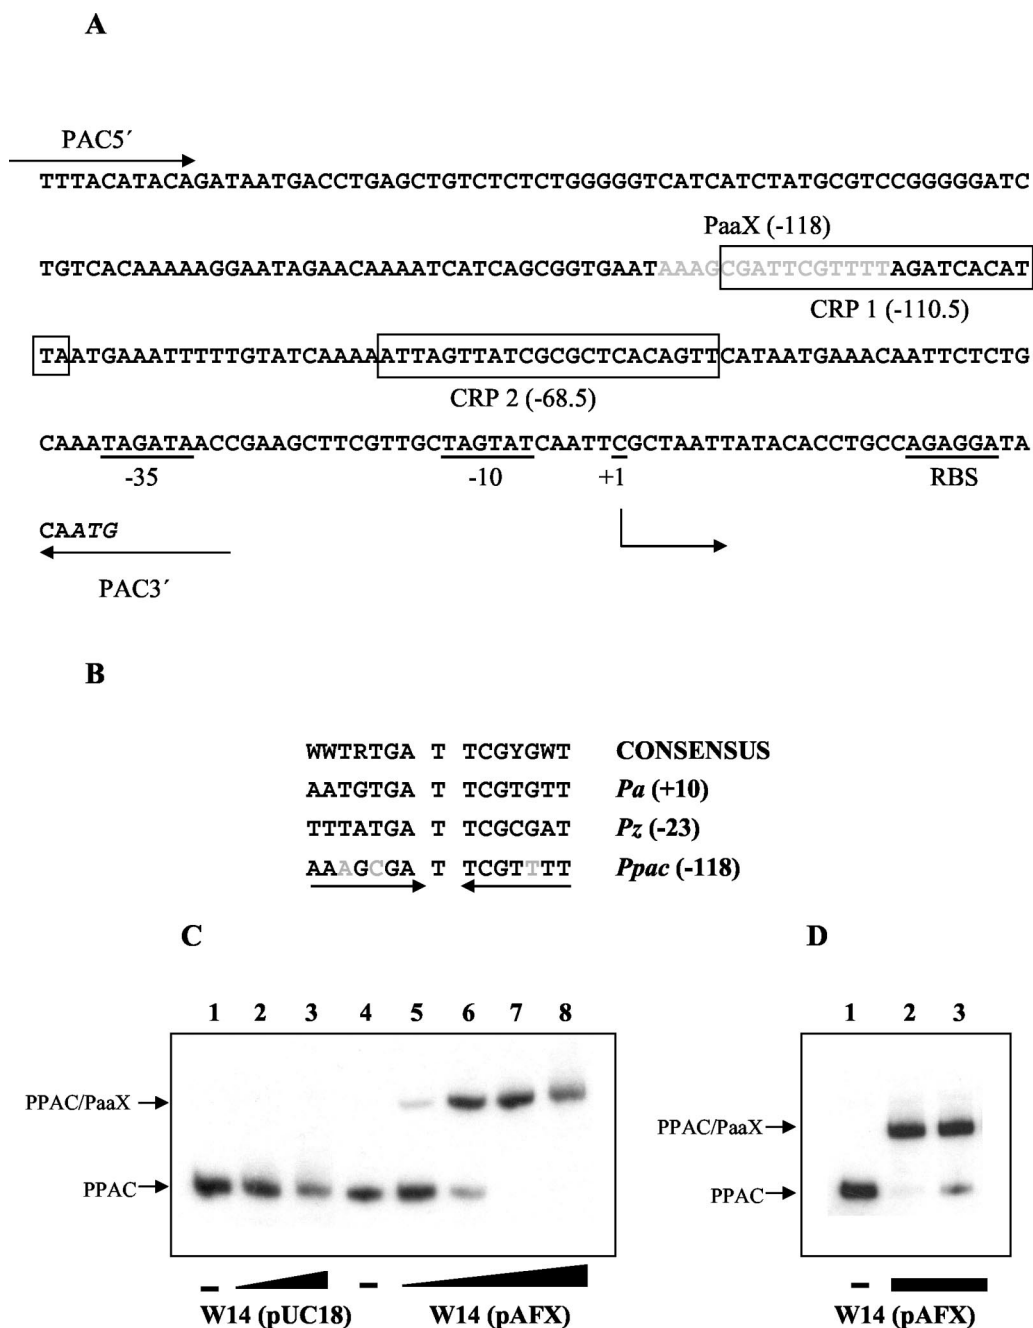 A
PAC5´
TTTACATACAGATAATGACCTGAGCTGTCTCTCTGGGGGTCATCATCTATGCGTCCGGGGGATC
PaaX (-118)
TGTCACAAAAAGGAATAGAACAAAATCATCAGCGGTGAATAAAGCGATTCGTTTTAGATCACAT
CRP 1 (-110.5)
TAATGAAATTTTTGTATCAAAAATTAGTTATCGCGCTCACAGTTCATAATGAAACAATTCTCTG
CRP 2 (-68.5)
CAAATAGATAACCGAAGCTTCGTTGCTAGTATCAATTCGCTAATTATACACCTGCCAGAGGATA
-35 -10 +1 RBS
CAATG
PAC3´
B
WWTRTGA T TCGYGWT CONSENSUS
AATGTGA T TCGTGTT Pa (+10)
TTTATGA T TCGCGAT Pz (-23)
AAAGCGA T TCGTTTT Ppac (-118)
C
1 2 3 4 5 6 7 8
PPAC/PaaX
PPAC
– –
W14 (pUC18) W14 (pAFX)
D
1 2 3
PPAC/PaaX
PPAC
–
W14 (pAFX)